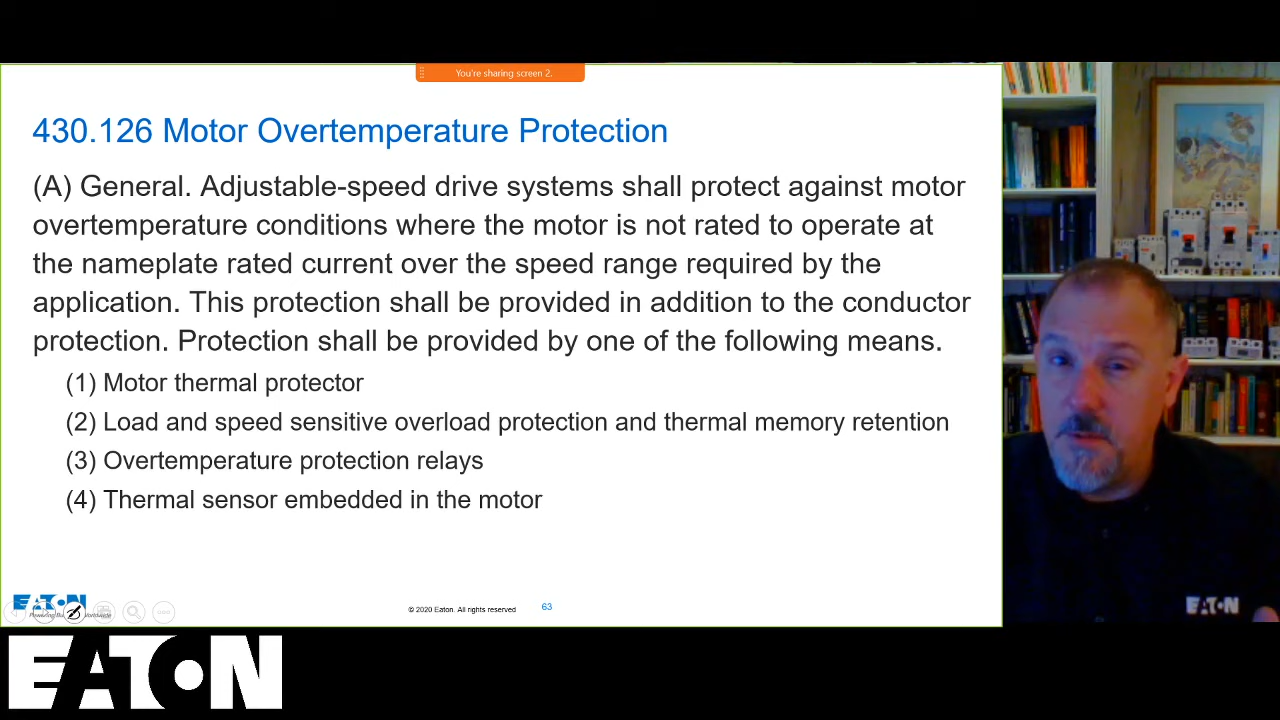 You're sharing screen 2.
430.126 Motor Overtemperature Protection
(A) General. Adjustable-speed drive systems shall protect against motor
overtemperature conditions where the motor is not rated to operate at
the nameplate rated current over the speed range required by the
application. This protection shall be provided in addition to the conductor
protection. Protection shall be provided by one of the following means.
(1) Motor thermal protector
(2) Load and speed sensitive overload protection and thermal memory retention
(3) Overtemperature protection relays
(4) Thermal sensor embedded in the motor
EATON
© 2020 Eaton. All rights reserved
63
EATON
EATON